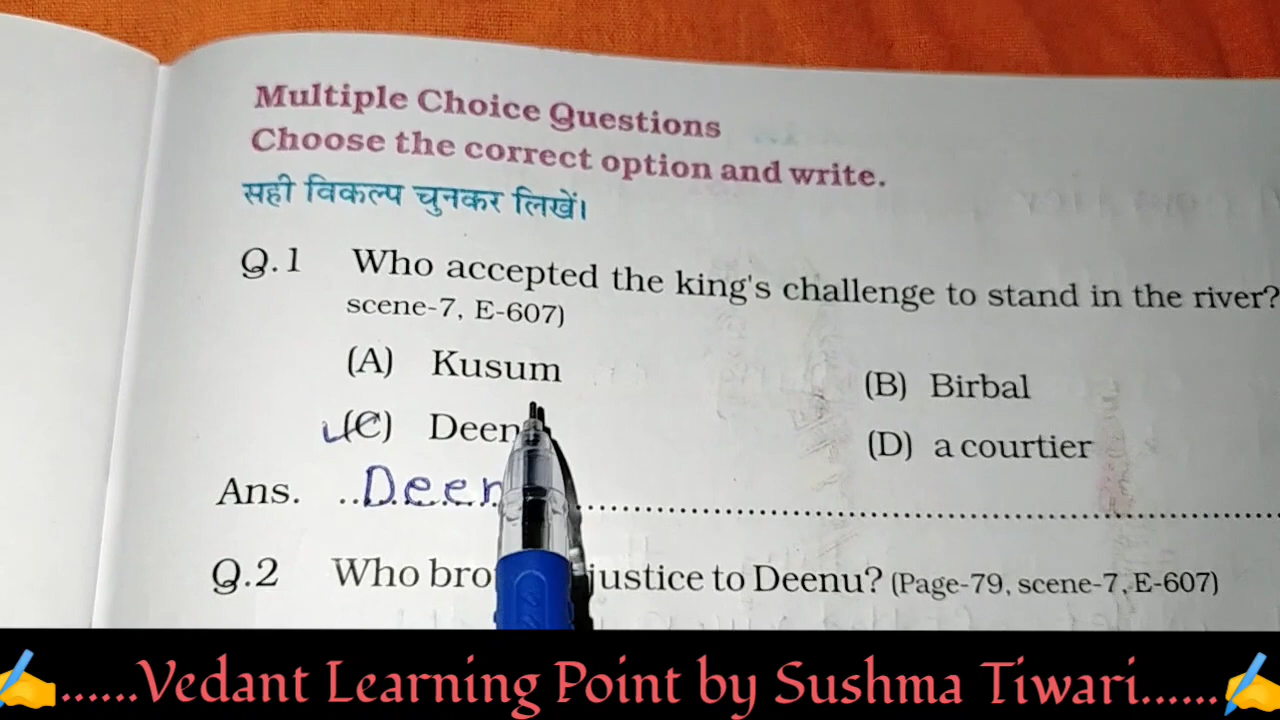 Multiple Choice Questions
Choose the correct option and write.
सही विकल्प चुनकर लिखें।
Q.1 Who accepted the king's challenge to stand in the river?
scene-7, E-607)
(A) Kusum (B) Birbal
(C) Deen (D) a courtier
Ans. Deen
Q.2 Who justice to Deenu? (Page-79, scene-7, E-607)
✍......Vedant Learning Point by Sushma Tiwari......✍